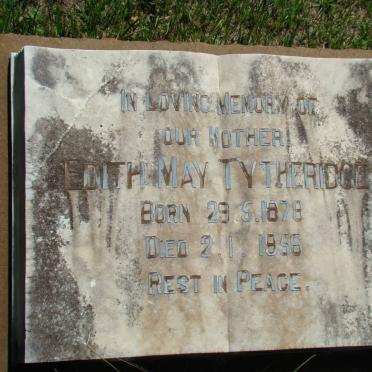 In Loving Memory of
our Mother
Edith May Tytheridge
Born 29.5.1878
Died 2.1.1956
Rest in Peace.